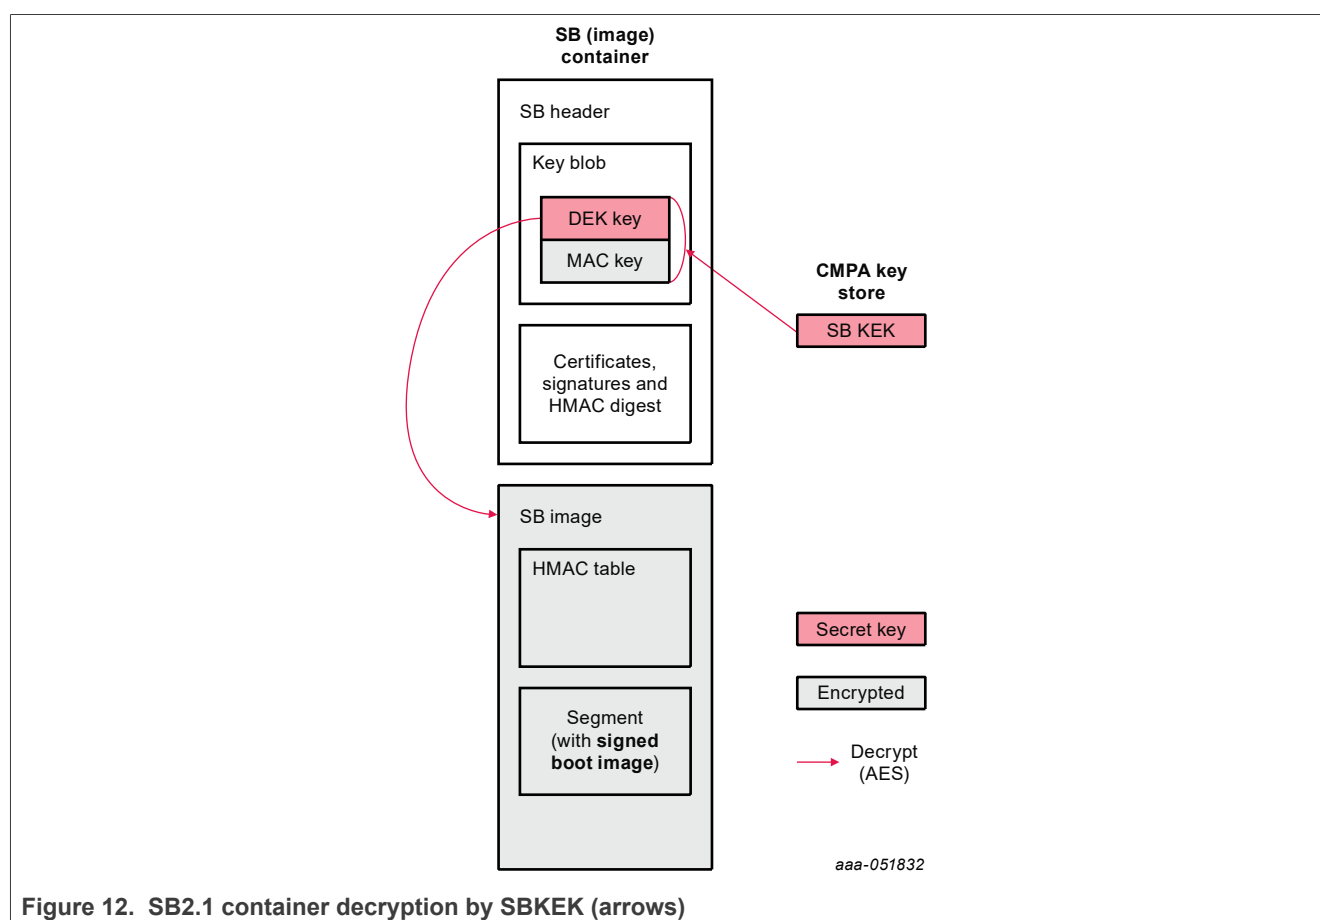 SB (image)
container
SB header
Key blob
DEK key
MAC key
CMPA key
store
SB KEK
Certificates,
signatures and
HMAC digest
SB image
HMAC table
Segment
(with signed
boot image)
Secret key
Encrypted
Decrypt
(AES)
aaa-051832
Figure 12. SB2.1 container decryption by SBKEK (arrows)